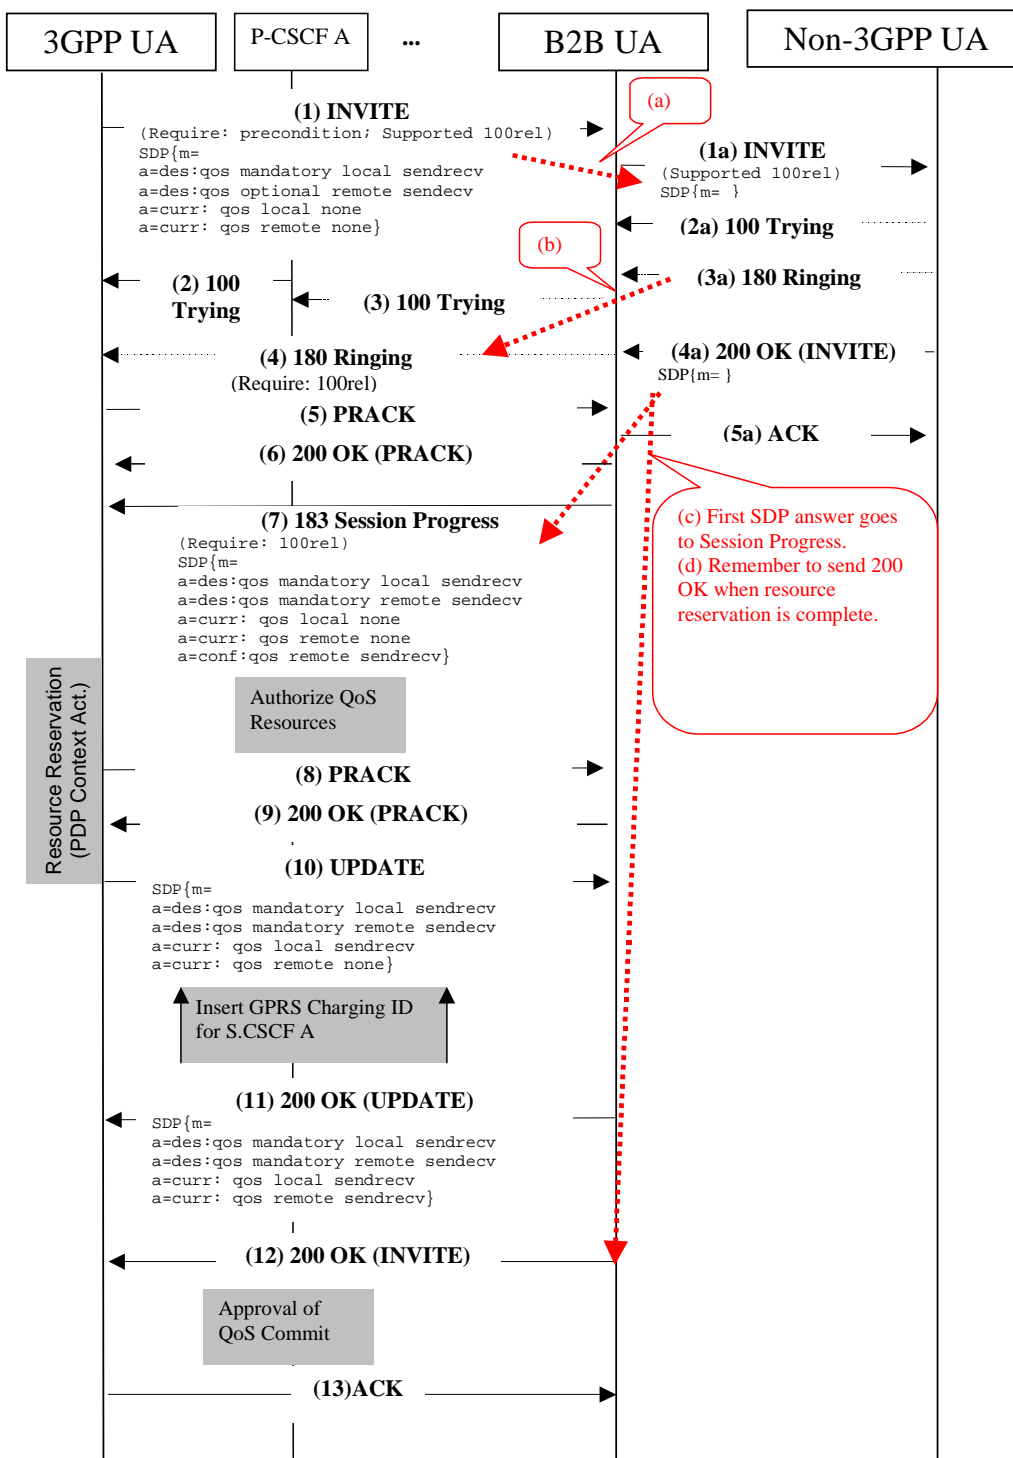 3GPP UA
P-CSCF A
...
B2B UA
Non-3GPP UA
(1) INVITE
(Require: precondition; Supported 100rel)
SDP{m=
a=des:qos mandatory local sendrecv
a=des:qos optional remote sendecv
a=curr: qos local none
a=curr: qos remote none}
(a)
(1a) INVITE
(Supported 100rel)
SDP{m= }
(2a) 100 Trying
(b)
(3a) 180 Ringing
(2) 100
Trying
(3) 100 Trying
(4) 180 Ringing
(Require: 100rel)
(4a) 200 OK (INVITE)
SDP{m= }
(5) PRACK
(5a) ACK
(6) 200 OK (PRACK)
(7) 183 Session Progress
(Require: 100rel)
SDP{m=
a=des:qos mandatory local sendrecv
a=des:qos mandatory remote sendecv
a=curr: qos local none
a=curr: qos remote none
a=conf:qos remote sendrecv}
(c) First SDP answer goes
to Session Progress.
(d) Remember to send 200
OK when resource
reservation is complete.
Resource Reservation
(PDP Context Act.)
Authorize QoS
Resources
(8) PRACK
(9) 200 OK (PRACK)
(10) UPDATE
SDP{m=
a=des:qos mandatory local sendrecv
a=des:qos mandatory remote sendecv
a=curr: qos local sendrecv
a=curr: qos remote none}
Insert GPRS Charging ID
for S.CSCF A
(11) 200 OK (UPDATE)
SDP{m=
a=des:qos mandatory local sendrecv
a=des:qos mandatory remote sendecv
a=curr: qos local sendrecv
a=curr: qos remote sendrecv}
(12) 200 OK (INVITE)
Approval of
QoS Commit
(13)ACK